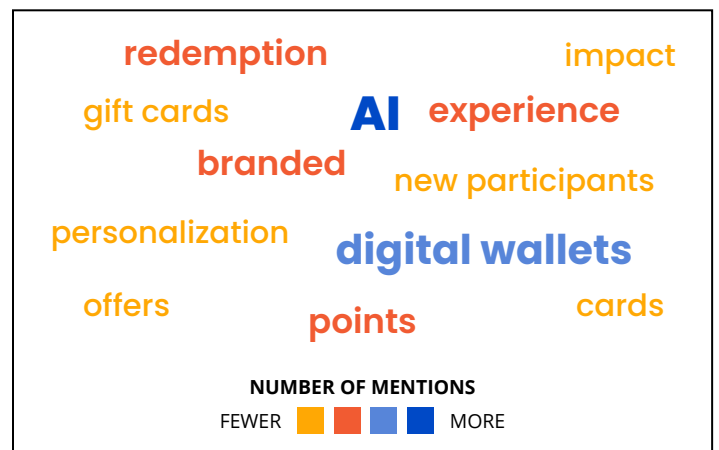 redemption
impact
gift cards
AI
experience
branded
new participants
personalization
digital wallets
offers
cards
points
NUMBER OF MENTIONS
FEWER
MORE